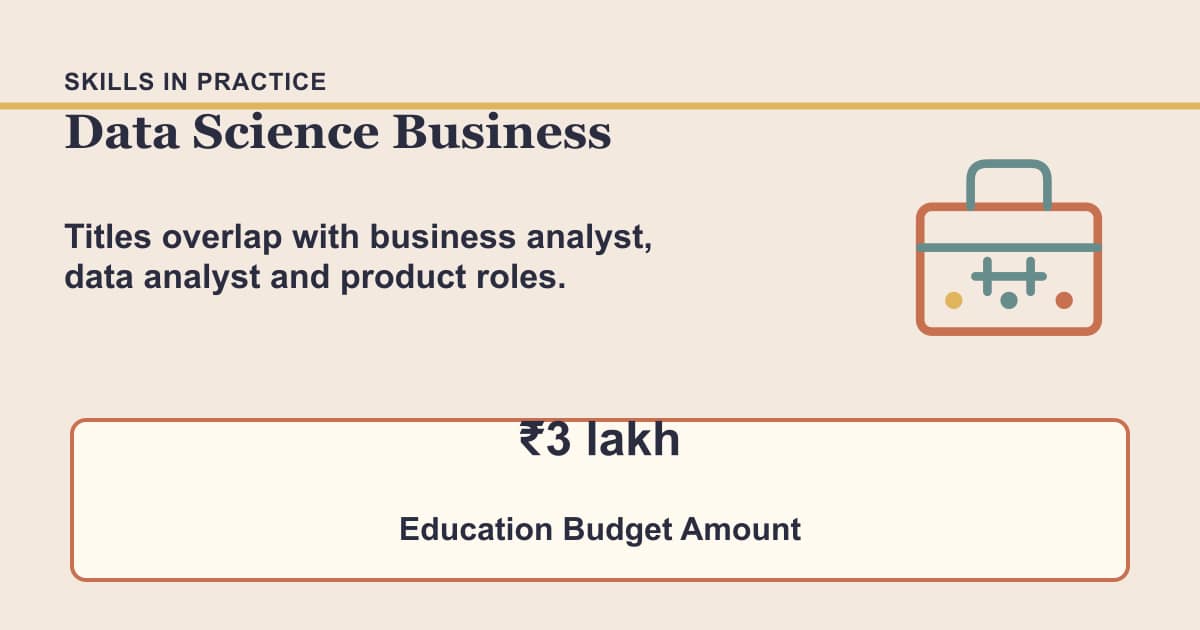 SKILLS IN PRACTICE
Data Science Business
Titles overlap with business analyst,
data analyst and product roles.
₹3 lakh
Education Budget Amount